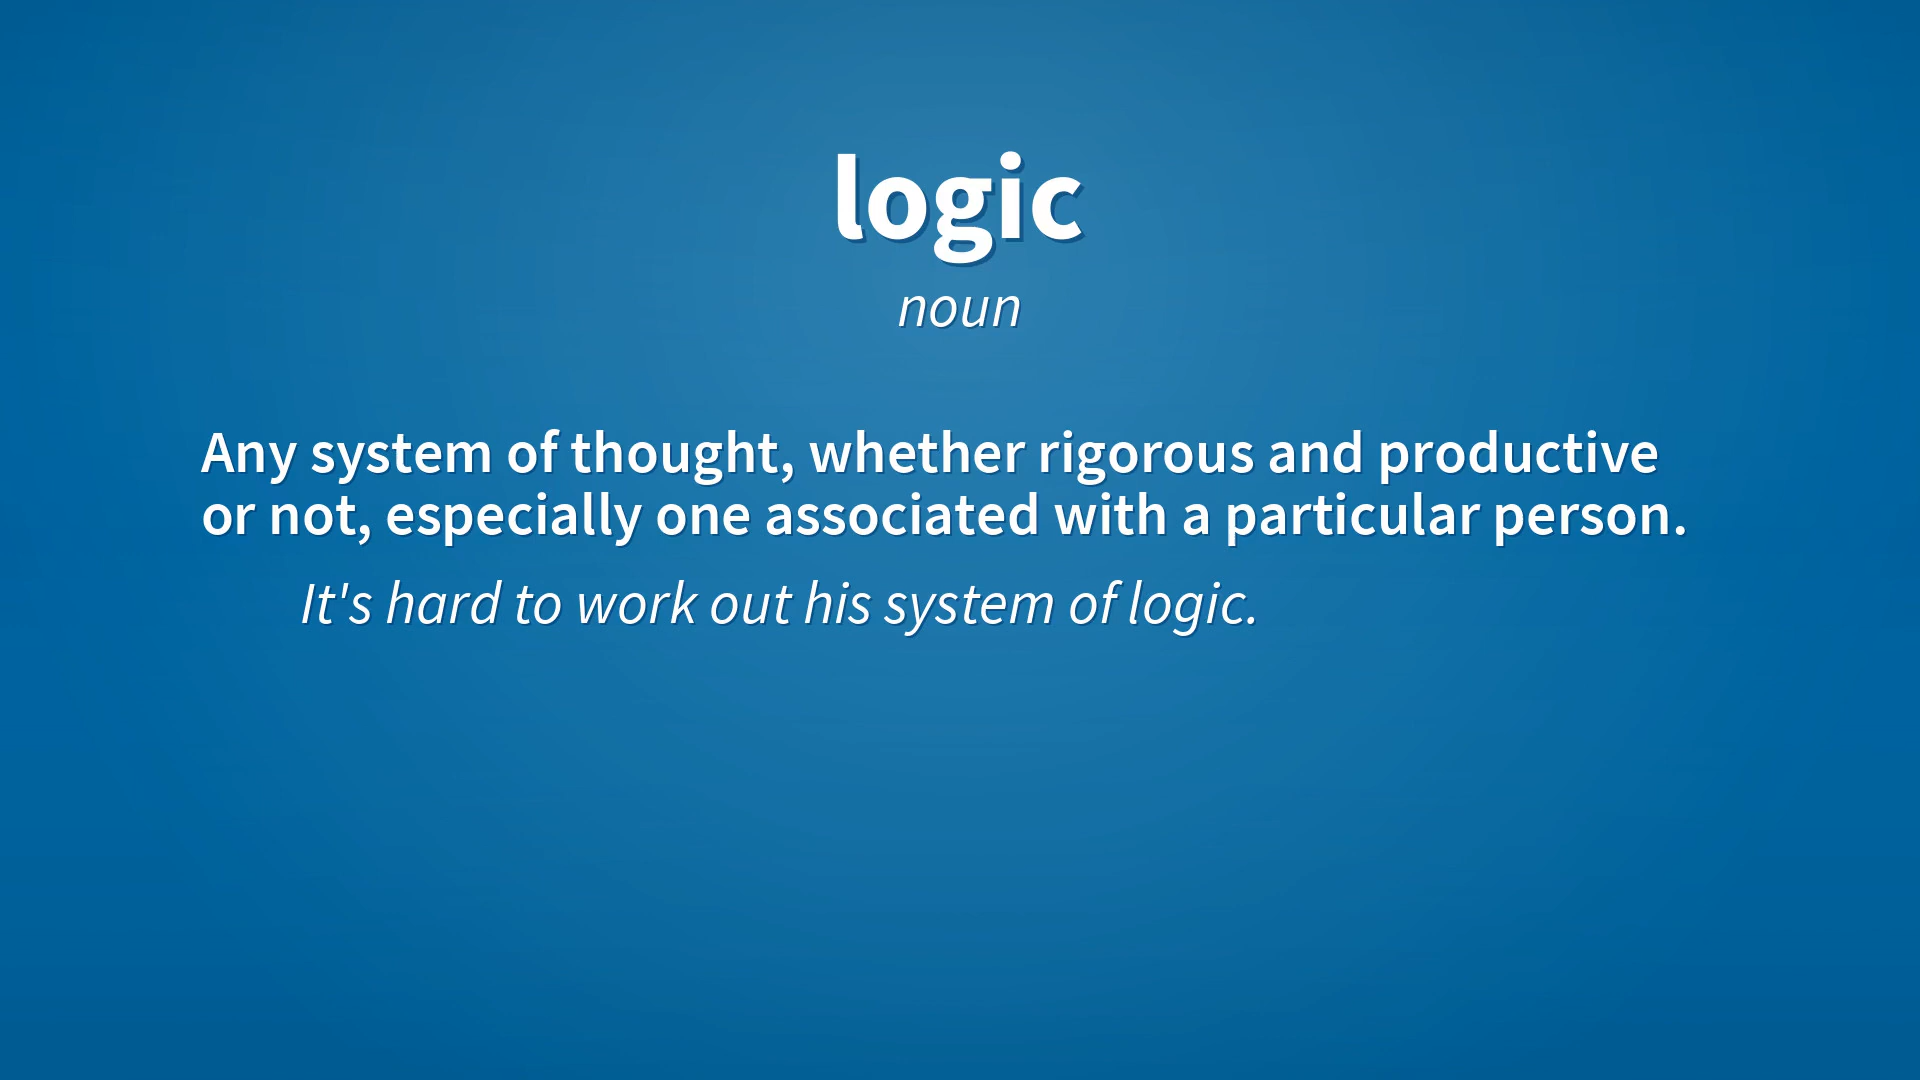 logic
noun
Any system of thought, whether rigorous and productive
or not, especially one associated with a particular person.
It's hard to work out his system of logic.